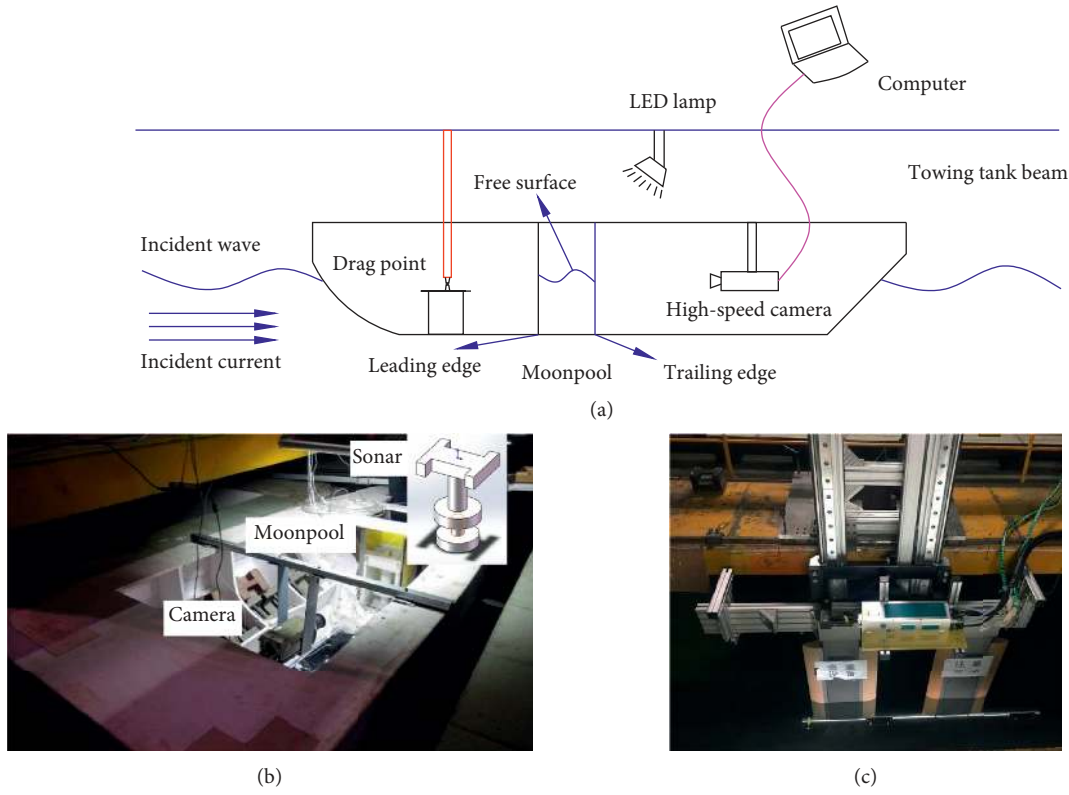 Computer
LED lamp
Towing tank beam
Free surface
Incident wave
Drag point
High-speed camera
Incident current
Leading edge
Moonpool
Trailing edge
(a)
Sonar
Moonpool
Camera
(b)
(c)